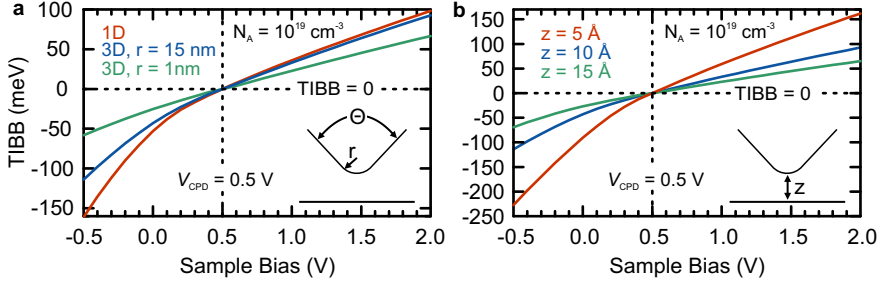 a
1D
3D, r = 15 nm
3D, r = 1nm
N_A = 10^19 cm^-3
TIBB = 0
Θ
r
V_CPD = 0.5 V
TIBB (meV)
100
50
0
-50
-100
-150
-0.5 0.0 0.5 1.0 1.5 2.0
Sample Bias (V)
b
z = 5 Å
z = 10 Å
z = 15 Å
N_A = 10^19 cm^-3
TIBB = 0
z
V_CPD = 0.5 V
150
100
50
0
-50
-100
-150
-200
-250
-0.5 0.0 0.5 1.0 1.5 2.0
Sample Bias (V)